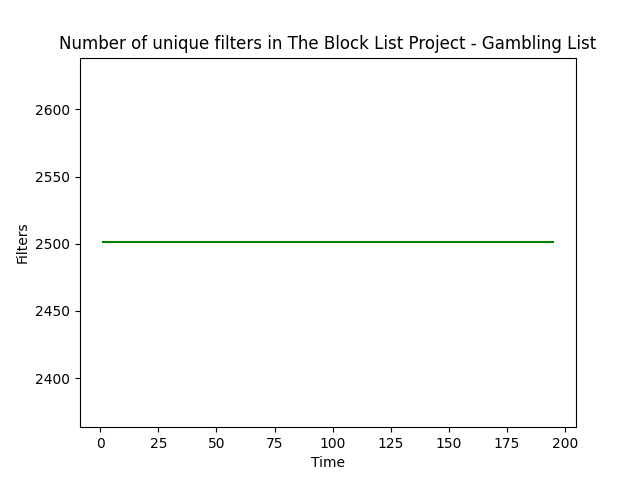 Number of unique filters in The Block List Project - Gambling List
2600
2550
2500
2450
2400
Filters
0 25 50 75 100 125 150 175 200
Time